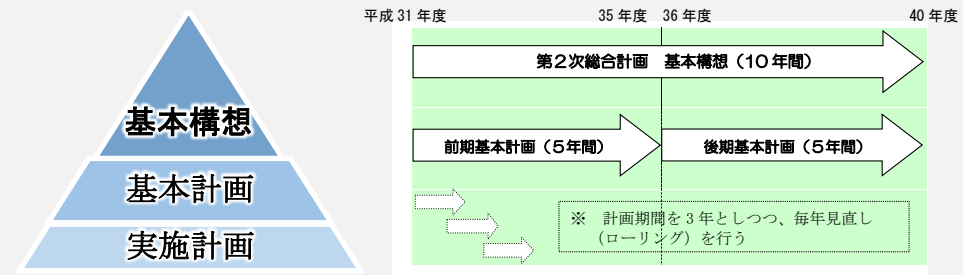 基本構想
基本計画
実施計画
平成 31 年度
35 年度
36 年度
40 年度
第２次総合計画　基本構想（10 年間）
前期基本計画（５年間）
後期基本計画（５年間）
※　計画期間を３年としつつ、毎年見直し
（ローリング）を行う